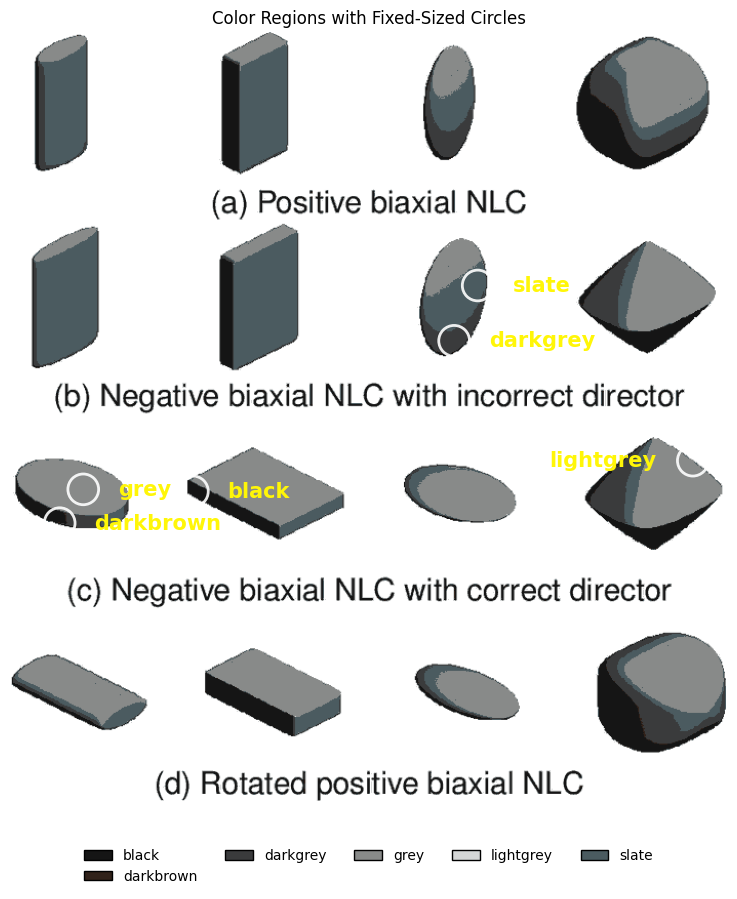 Color Regions with Fixed-Sized Circles
(a) Positive biaxial NLC
slate
darkgrey
(b) Negative biaxial NLC with incorrect director
lightgrey
grey
black
darkbrown
(c) Negative biaxial NLC with correct director
(d) Rotated positive biaxial NLC
black darkgrey grey lightgrey slate
darkbrown